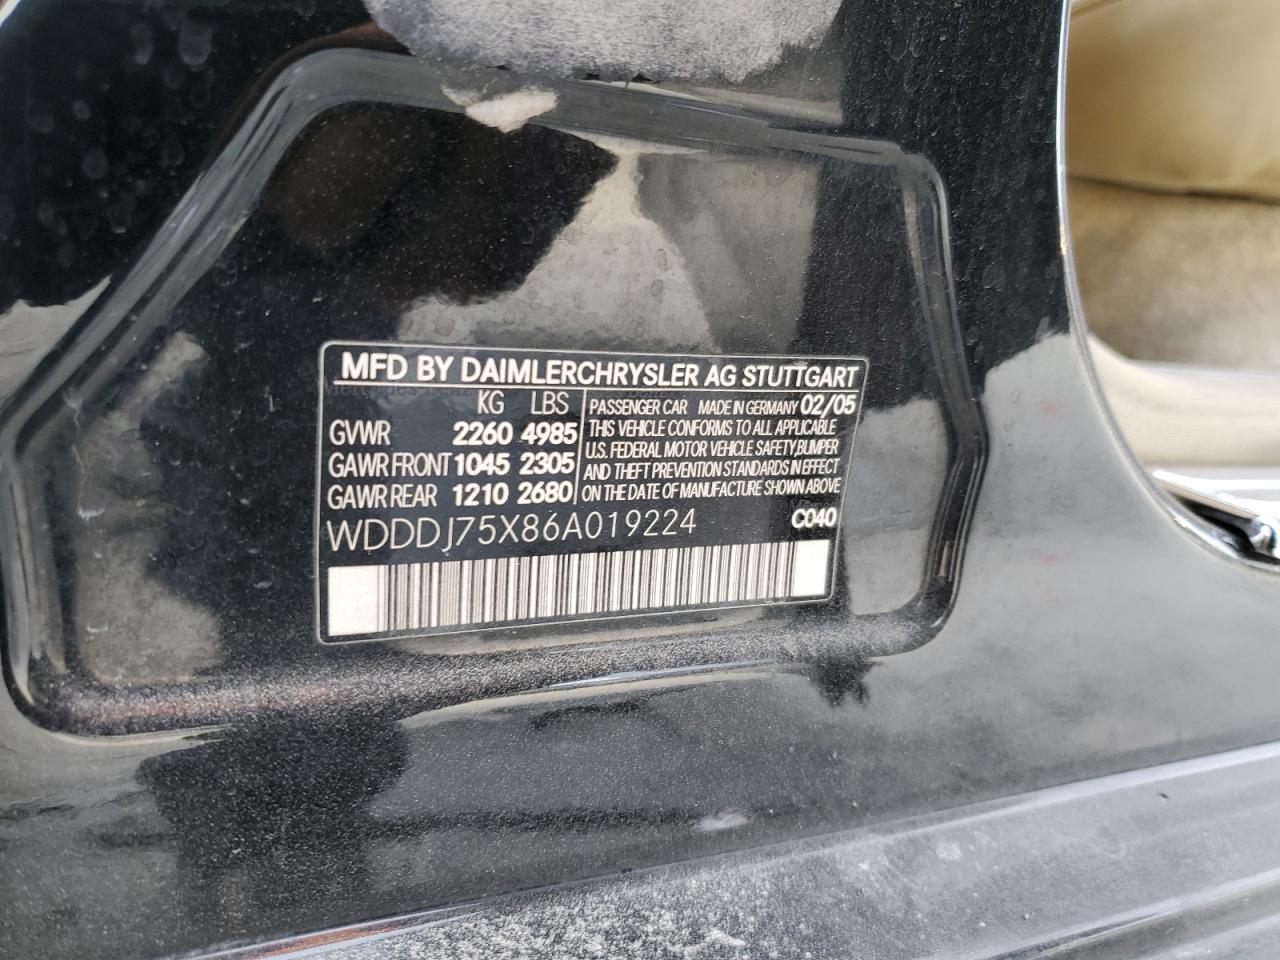 MFD BY DAIMLERCHRYSLER AG STUTTGART
KG LBS
GVWR 2260 4985
GAWR FRONT 1045 2305
GAWR REAR 1210 2680
PASSENGER CAR MADE IN GERMANY 02/05
THIS VEHICLE CONFORMS TO ALL APPLICABLE
U.S. FEDERAL MOTOR VEHICLE SAFETY,BUMPER
AND THEFT PREVENTION STANDARDS IN EFFECT
ON THE DATE OF MANUFACTURE SHOWN ABOVE
WDDDJ75X86A019224 C040